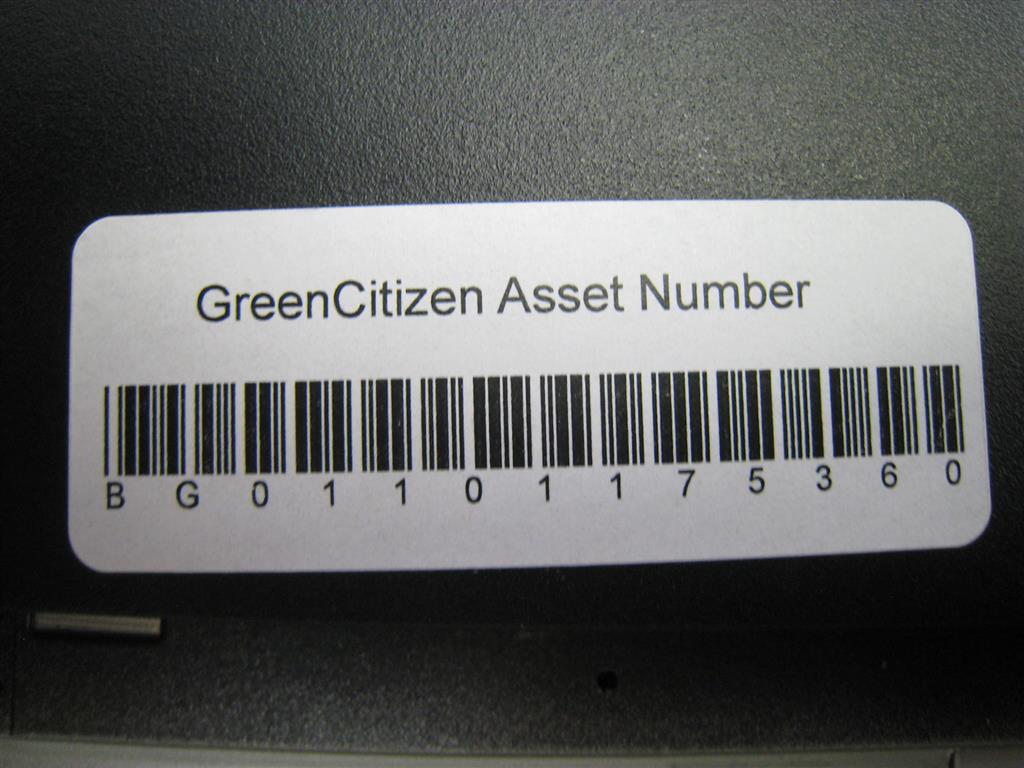 GreenCitizen Asset Number
B G 0 1 1 0 1 1 7 5 3 6 0